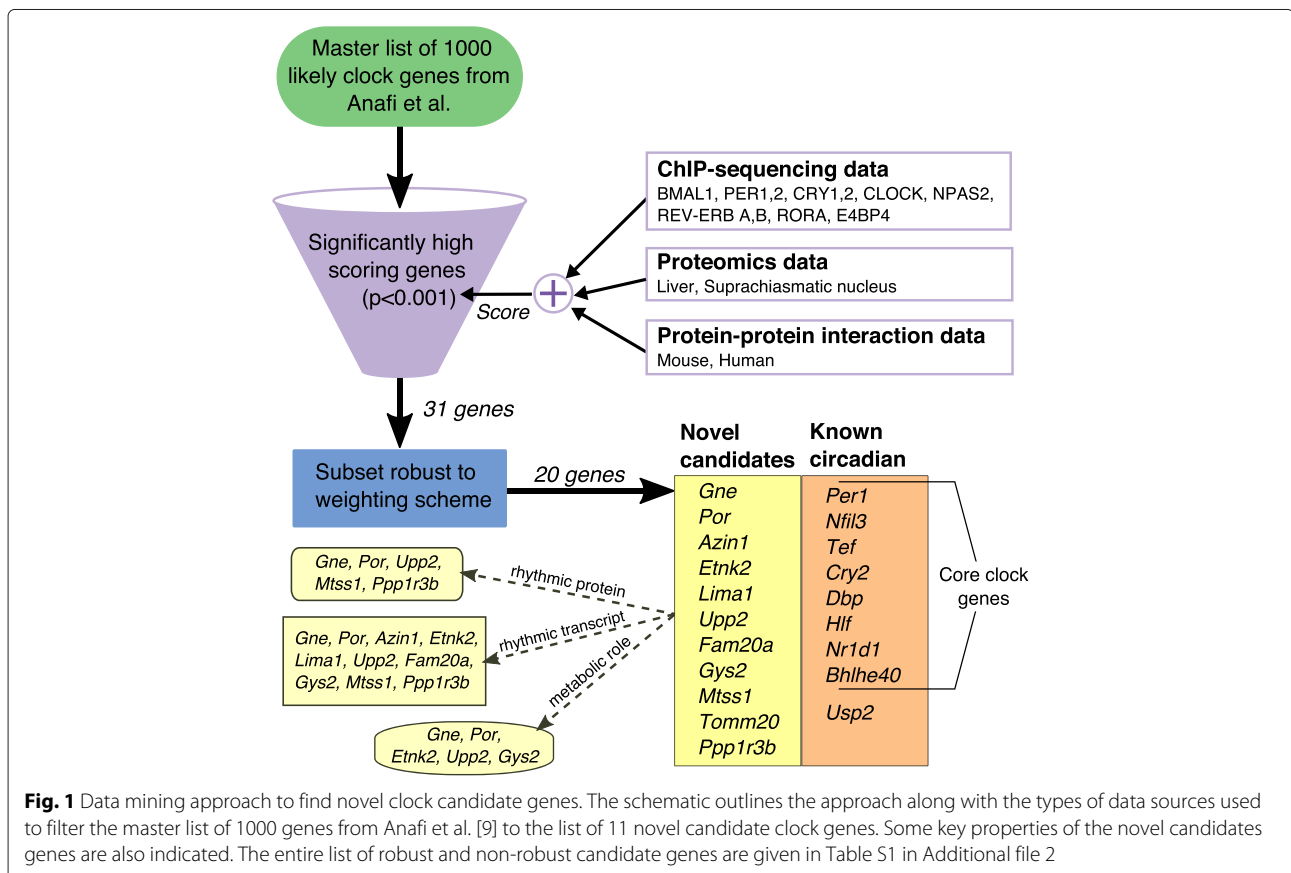 Master list of 1000
likely clock genes from
Anafi et al.
Significantly high
scoring genes
(p<0.001)
Score
ChIP-sequencing data
BMAL1, PER1,2, CRY1,2, CLOCK, NPAS2,
REV-ERB A,B, RORA, E4BP4
Proteomics data
Liver, Suprachiasmatic nucleus
Protein-protein interaction data
Mouse, Human
31 genes
Subset robust to
weighting scheme
20 genes
Novel
candidates
Gne
Por
Azin1
Etnk2
Lima1
Upp2
Fam20a
Gys2
Mtss1
Tomm20
Ppp1r3b
Known
circadian
Per1
Nfil3
Tef
Cry2
Dbp
Hlf
Nr1d1
Bhlhe40
Usp2
Core clock
genes
rhythmic protein
Gne, Por, Upp2,
Mtss1, Ppp1r3b
rhythmic transcript
Gne, Por, Azin1, Etnk2,
Lima1, Upp2, Fam20a,
Gys2, Mtss1, Ppp1r3b
metabolic role
Gne, Por,
Etnk2, Upp2, Gys2
Fig. 1 Data mining approach to find novel clock candidate genes. The schematic outlines the approach along with the types of data sources used
to filter the master list of 1000 genes from Anafi et al. [9] to the list of 11 novel candidate clock genes. Some key properties of the novel candidates
genes are also indicated. The entire list of robust and non-robust candidate genes are given in Table S1 in Additional file 2